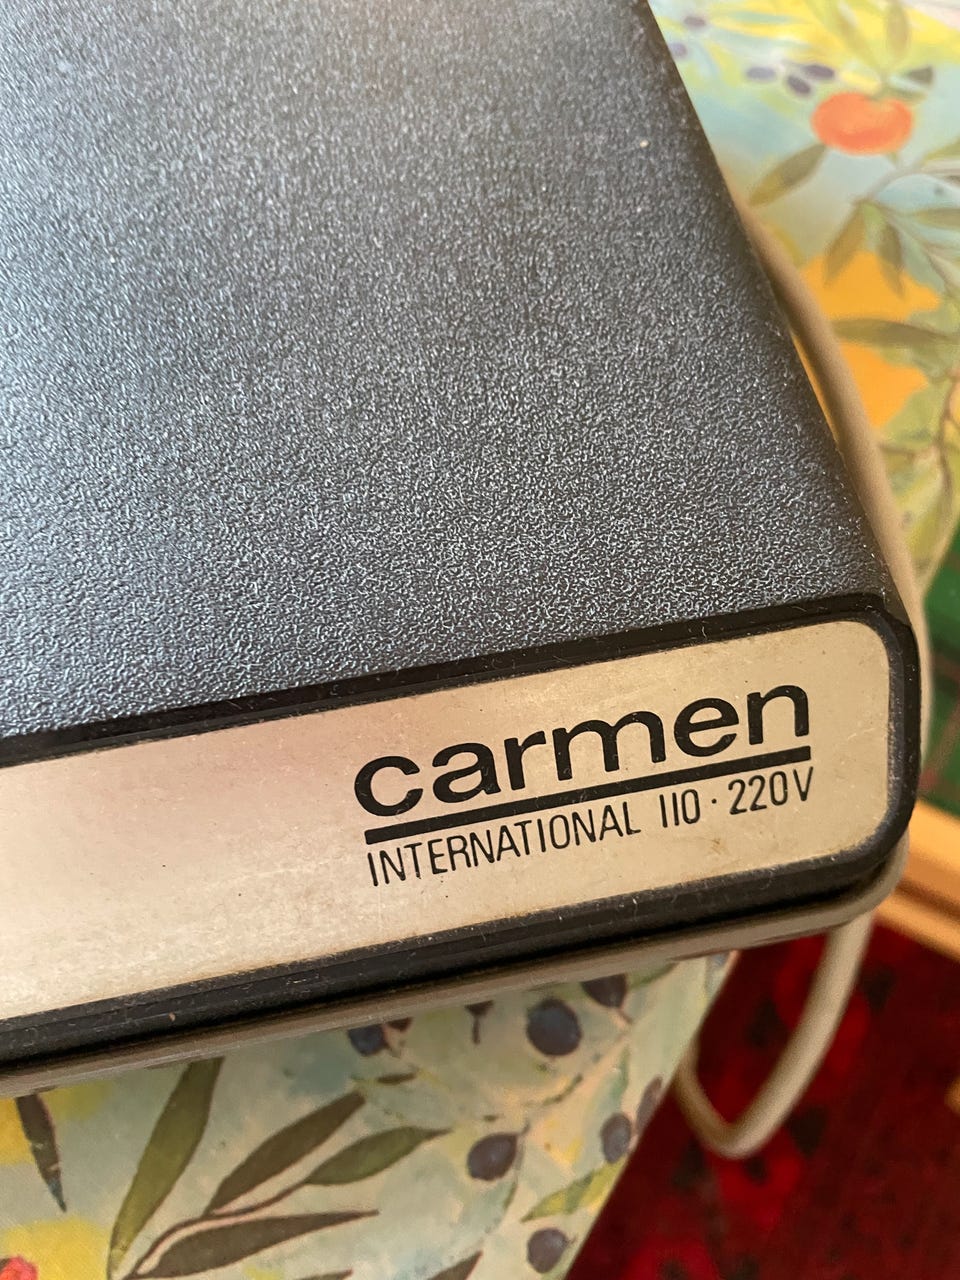 carmen
INTERNATIONAL 110 · 220V